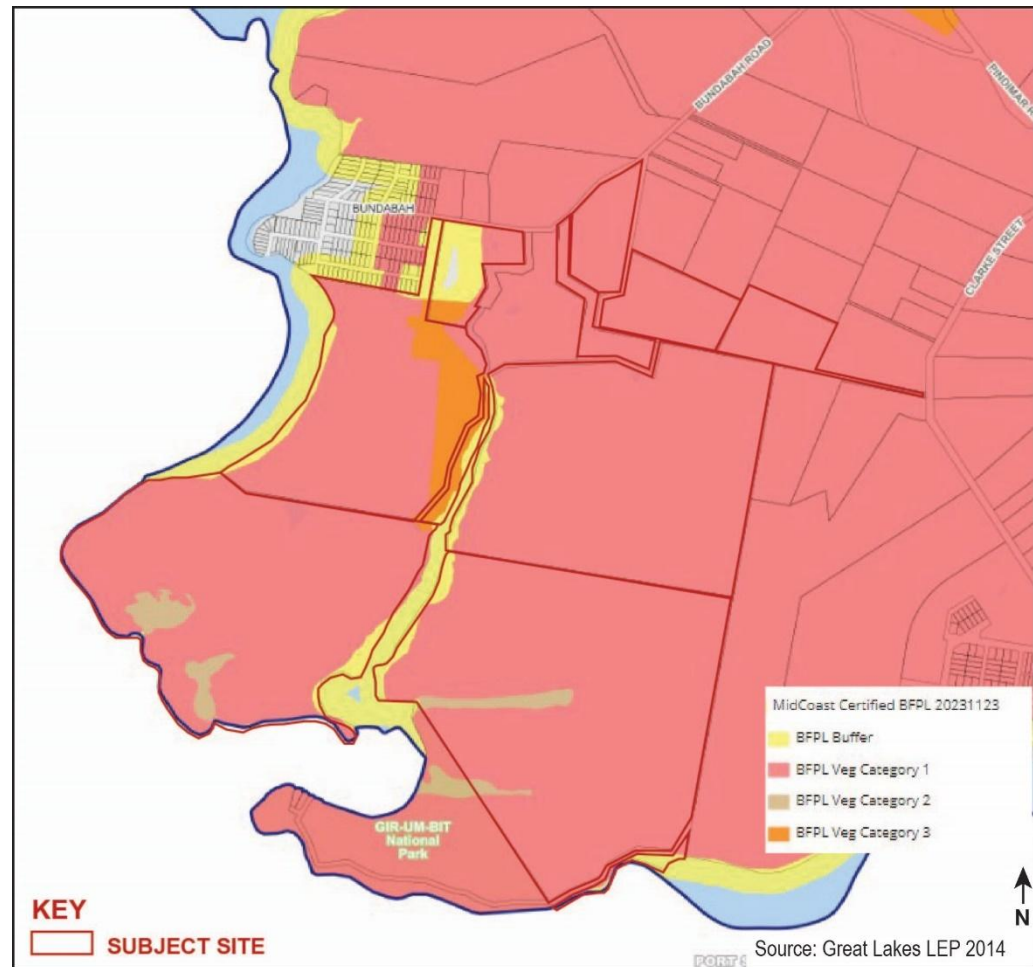 BUNDABAH ROAD
PINDIMAR
BUNDABAH
CLARKE STREET
MidCoast Certified BFPL 20231123
BFPL Buffer
BFPL Veg Category 1
BFPL Veg Category 2
BFPL Veg Category 3
GIR-UM-BIT
National
Park
KEY
SUBJECT SITE
N
PORT
Source: Great Lakes LEP 2014